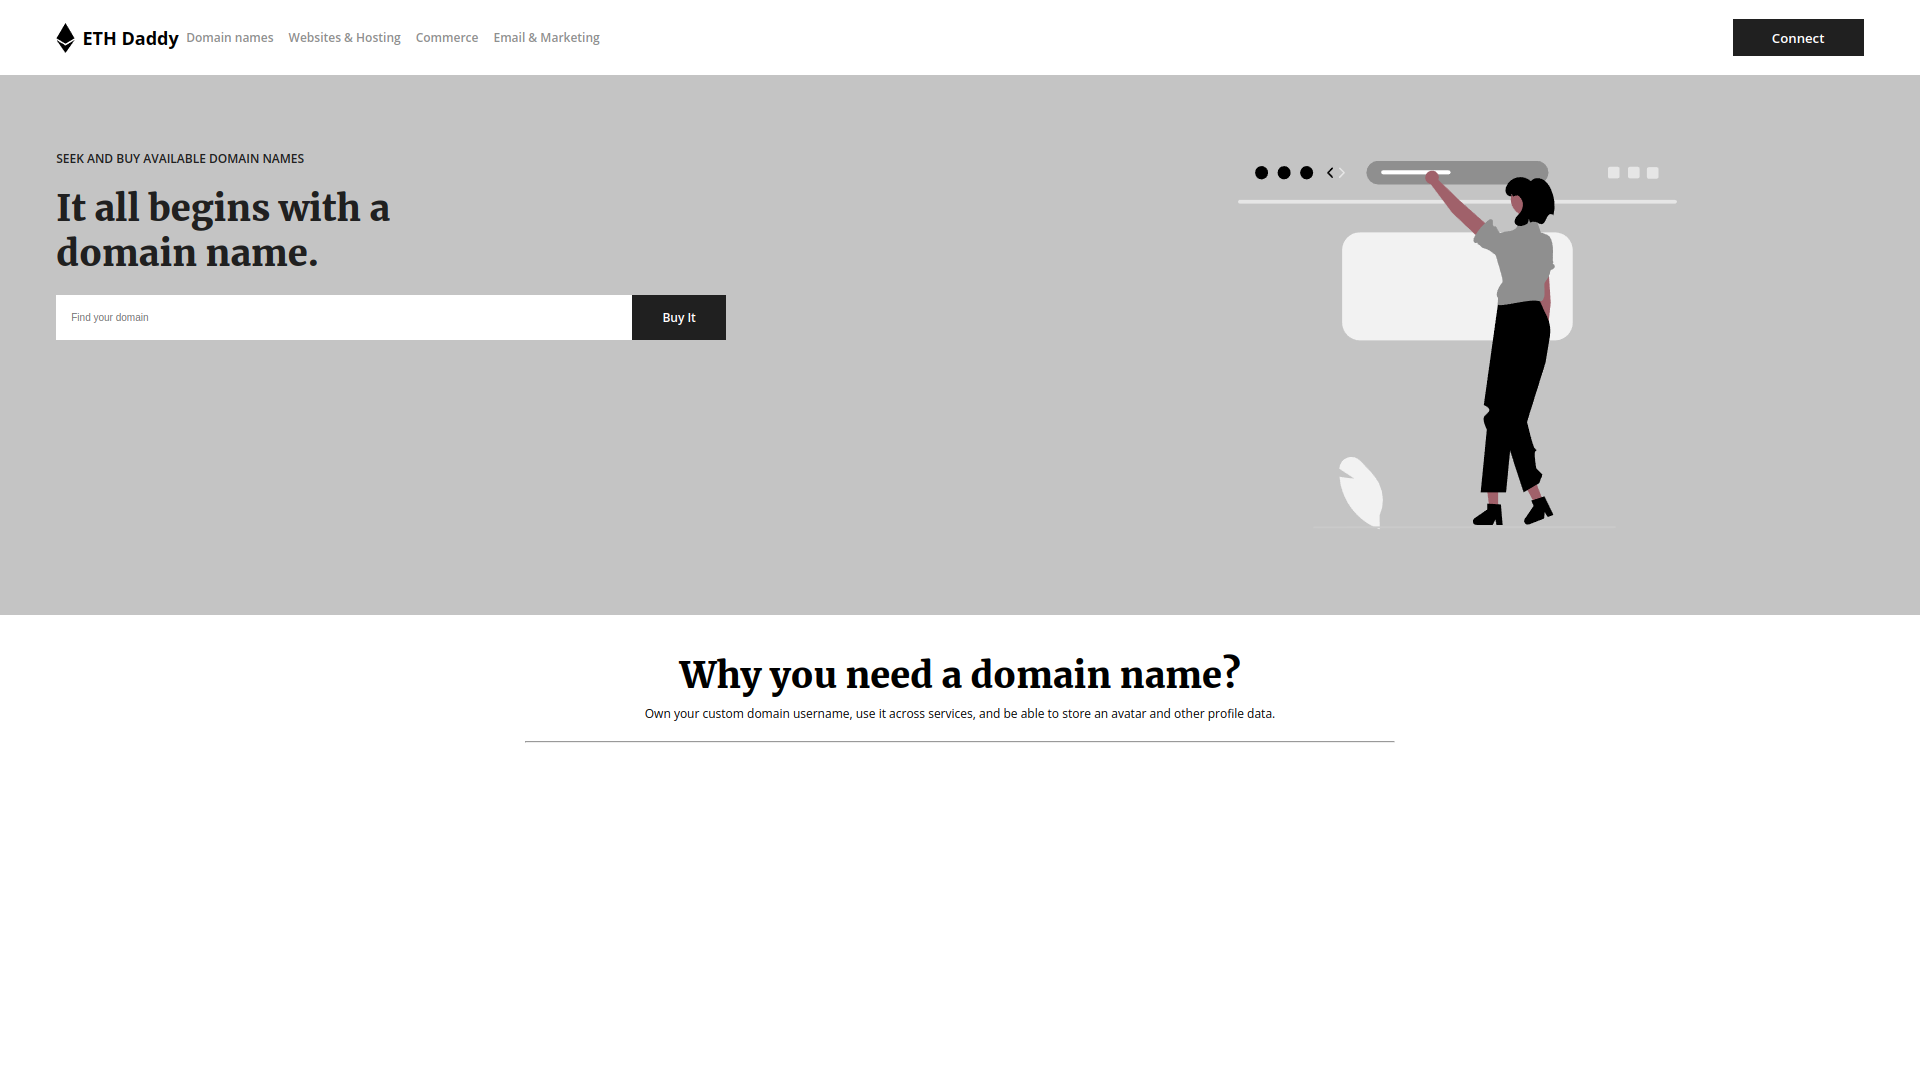 ETH Daddy
Domain names
Websites & Hosting
Commerce
Email & Marketing
Connect
SEEK AND BUY AVAILABLE DOMAIN NAMES
It all begins with a
domain name.
Find your domain
Buy It
Why you need a domain name?
Own your custom domain username, use it across services, and be able to store an avatar and other profile data.